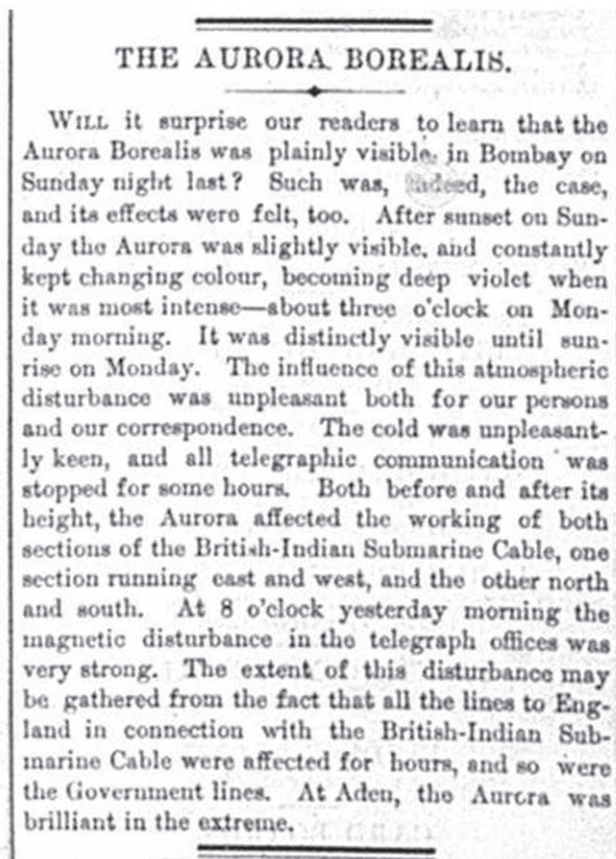 THE AURORA BOREALIS.
WILL it surprise our readers to learn that the
Aurora Borealis was plainly visible, in Bombay on
Sunday night last? Such was, indeed, the case,
and its effects were felt, too. After sunset on Sun-
day the Aurora was slightly visible, and constantly
kept changing colour, becoming deep violet when
it was most intense—about three o'clock on Mon-
day morning. It was distinctly visible until sun-
rise on Monday. The influence of this atmospheric
disturbance was unpleasant both for our persons
and our correspondence. The cold was unpleasant-
ly keen, and all telegraphic communication was
stopped for some hours. Both before and after its
height, the Aurora affected the working of both
sections of the British-Indian Submarine Cable, one
section running east and west, and the other north
and south. At 8 o'clock yesterday morning the
magnetic disturbance in the telegraph offices was
very strong. The extent of this disturbance may
be gathered from the fact that all the lines to Eng-
land in connection with the British-Indian Sub-
marine Cable were affected for hours, and so were
the Government lines. At Aden, the Aurora was
brilliant in the extreme.